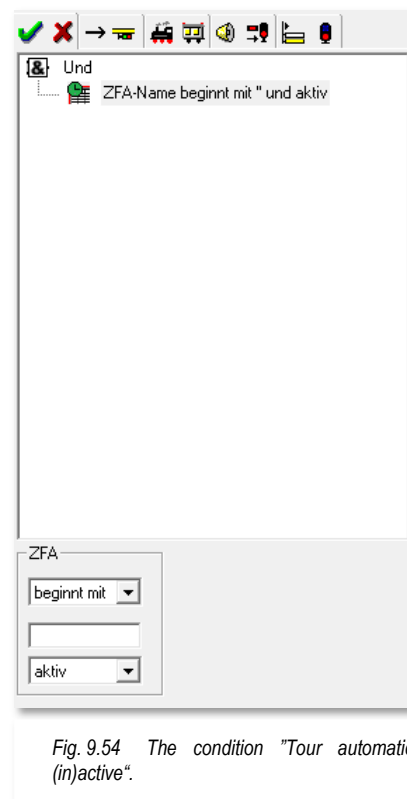 & Und
ZFA-Name beginnt mit '' und aktiv
ZFA
beginnt mit
aktiv
Fig. 9.54 The condition ”Tour automatic
(in)active“.